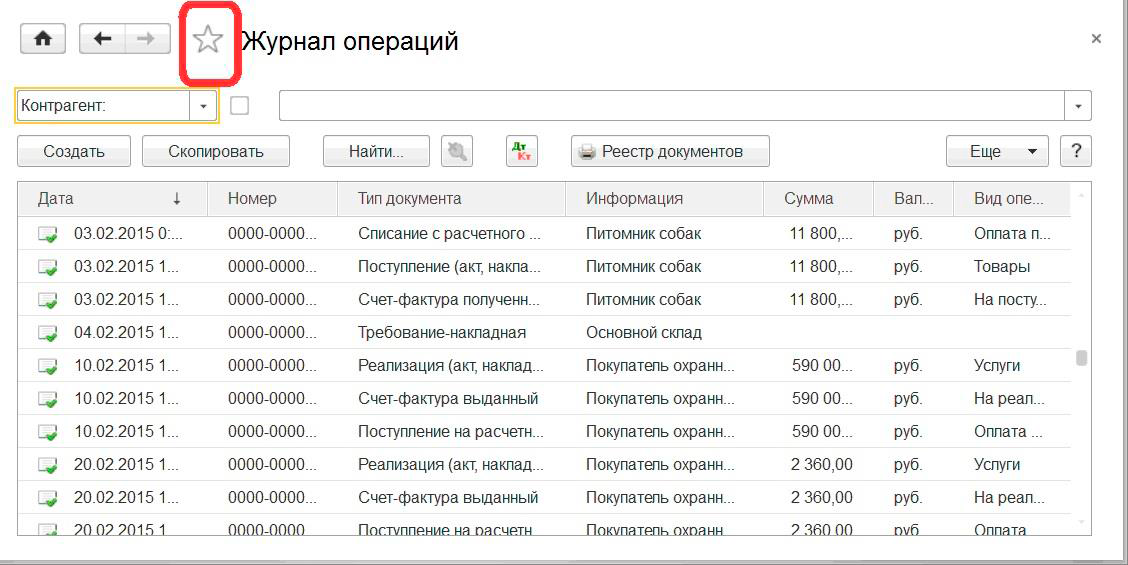 Журнал операций
Контрагент:
Создать Скопировать Найти... Дт Кт Реестр документов Еще ?
Дата ↓ Номер Тип документа Информация Сумма Вал... Вид опе...
03.02.2015 0:... 0000-0000... Списание с расчетного ... Питомник собак 11 800,... руб. Оплата п...
03.02.2015 1... 0000-0000... Поступление (акт, накла... Питомник собак 11 800,... руб. Товары
03.02.2015 1... 0000-0000... Счет-фактура полученн... Питомник собак 11 800,... руб. На посту...
04.02.2015 1... 0000-0000... Требование-накладная Основной склад
10.02.2015 1... 0000-0000... Реализация (акт, наклад... Покупатель охранн... 590 00... руб. Услуги
10.02.2015 1... 0000-0000... Счет-фактура выданный Покупатель охранн... 590 00... руб. На реал...
10.02.2015 1... 0000-0000... Поступление на расчетн... Покупатель охранн... 590 00... руб. Оплата ...
20.02.2015 1... 0000-0000... Реализация (акт, наклад... Покупатель охранн... 2 360,00 руб. Услуги
20.02.2015 1... 0000-0000... Счет-фактура выданный Покупатель охранн... 2 360,00 руб. На реал...
20.02.2015 1 0000-0000 Поступление на расчетн Покупатель охранн 2 360,00 руб. Оплата